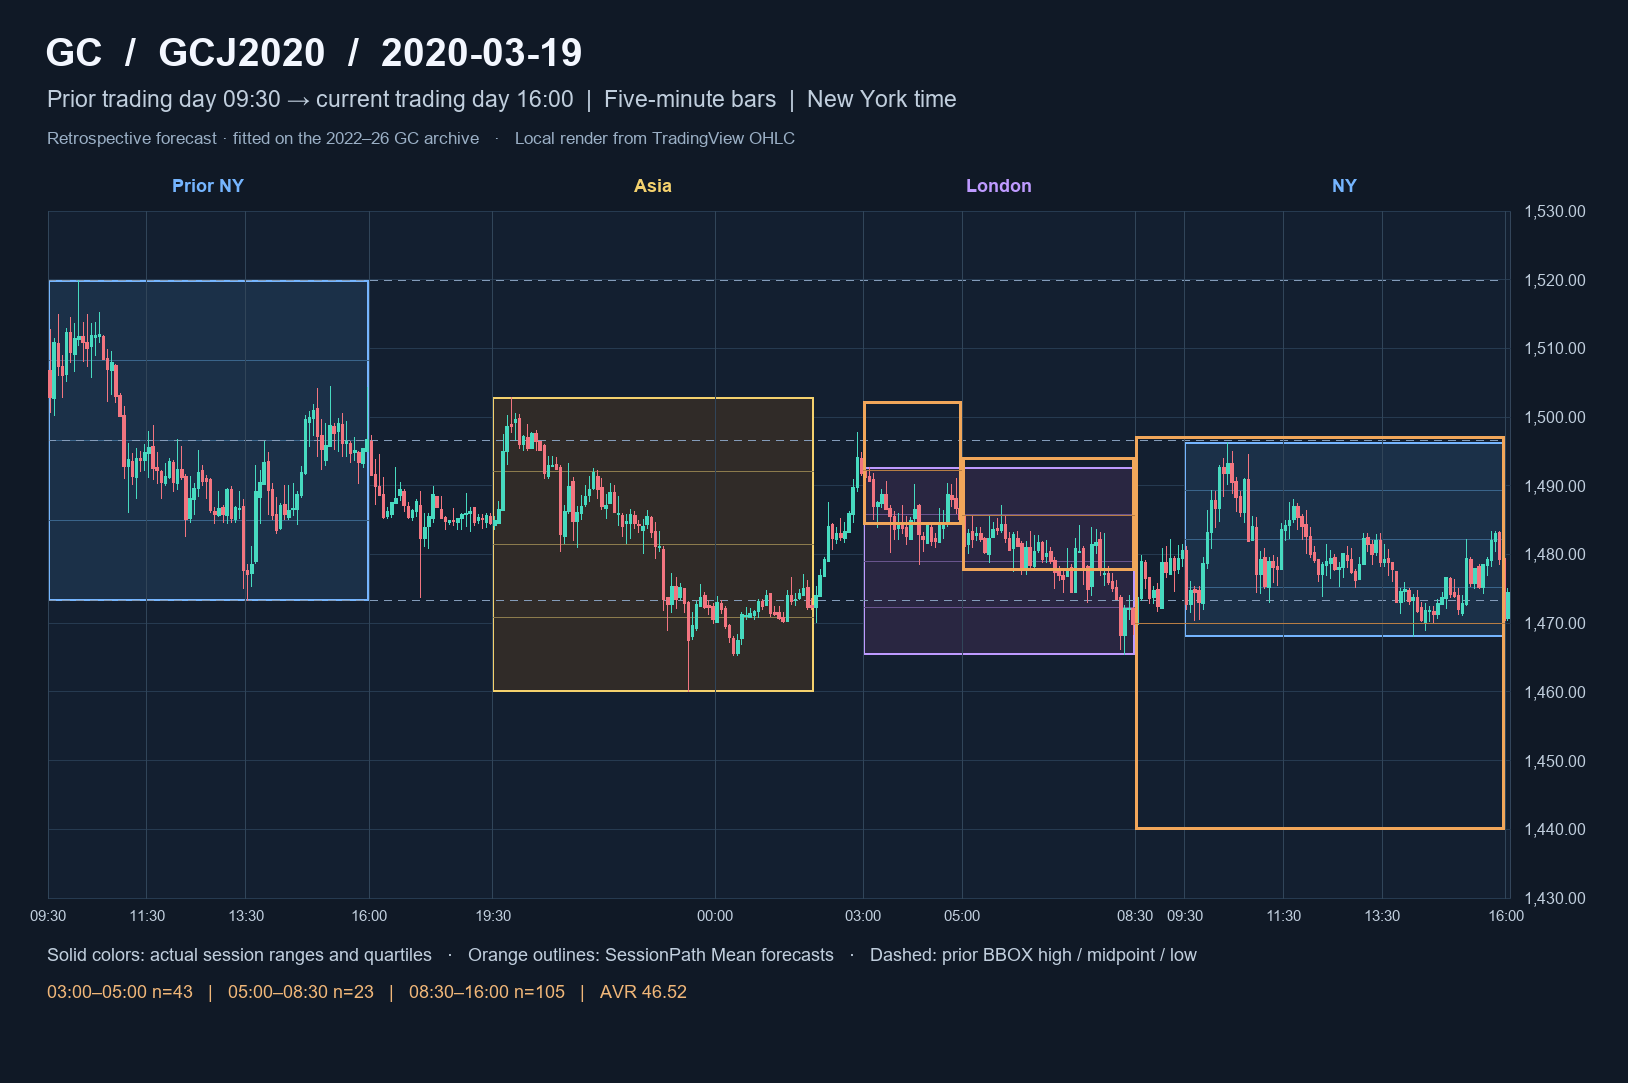 GC / GCJ2020 / 2020-03-19
Prior trading day 09:30 → current trading day 16:00 | Five-minute bars | New York time
Retrospective forecast · fitted on the 2022–26 GC archive · Local render from TradingView OHLC
Prior NY Asia London NY
1,530.00
1,520.00
1,510.00
1,500.00
1,490.00
1,480.00
1,470.00
1,460.00
1,450.00
1,440.00
1,430.00
09:30 11:30 13:30 16:00 19:30 00:00 03:00 05:00 08:30 09:30 11:30 13:30 16:00
Solid colors: actual session ranges and quartiles · Orange outlines: SessionPath Mean forecasts · Dashed: prior BBOX high / midpoint / low
03:00–05:00 n=43 | 05:00–08:30 n=23 | 08:30–16:00 n=105 | AVR 46.52